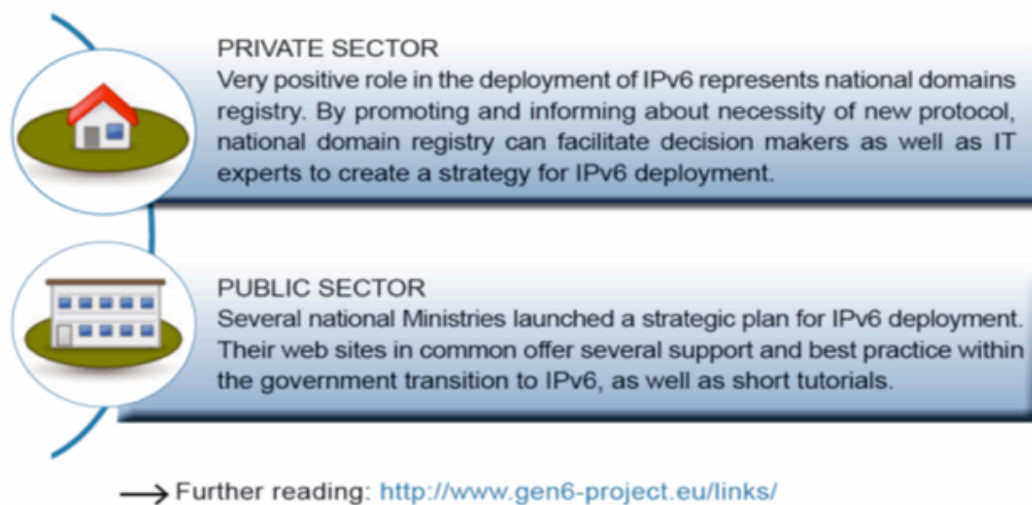 PRIVATE SECTOR
Very positive role in the deployment of IPv6 represents national domains
registry. By promoting and informing about necessity of new protocol,
national domain registry can facilitate decision makers as well as IT
experts to create a strategy for IPv6 deployment.
PUBLIC SECTOR
Several national Ministries launched a strategic plan for IPv6 deployment.
Their web sites in common offer several support and best practice within
the government transition to IPv6, as well as short tutorials.
→ Further reading: http://www.gen6-project.eu/links/